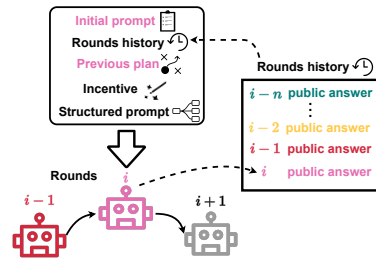 Initial prompt
Rounds history
Previous plan
Incentive
Structured prompt
Rounds history
i − n public answer
⋮
i − 2 public answer
i − 1 public answer
i public answer
Rounds
i
i − 1
i + 1